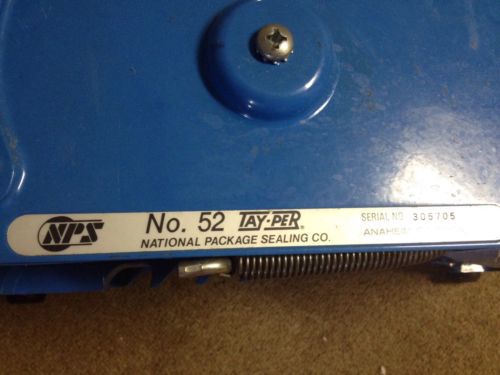 NPS
No. 52 TAY-PER®
NATIONAL PACKAGE SEALING CO.
SERIAL NO 306705